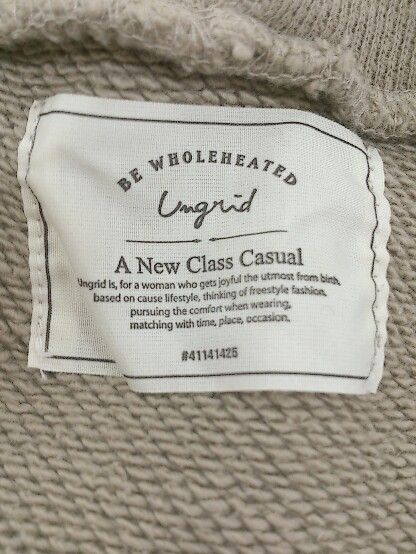 BE WHOLEHEATED
Ungrid
A New Class Casual
Ungrid is, for a woman who gets joyful the utmost from birth,
based on cause lifestyle, thinking of freestyle fashion,
pursuing the comfort when wearing,
matching with time, place, occasion.
#41141425